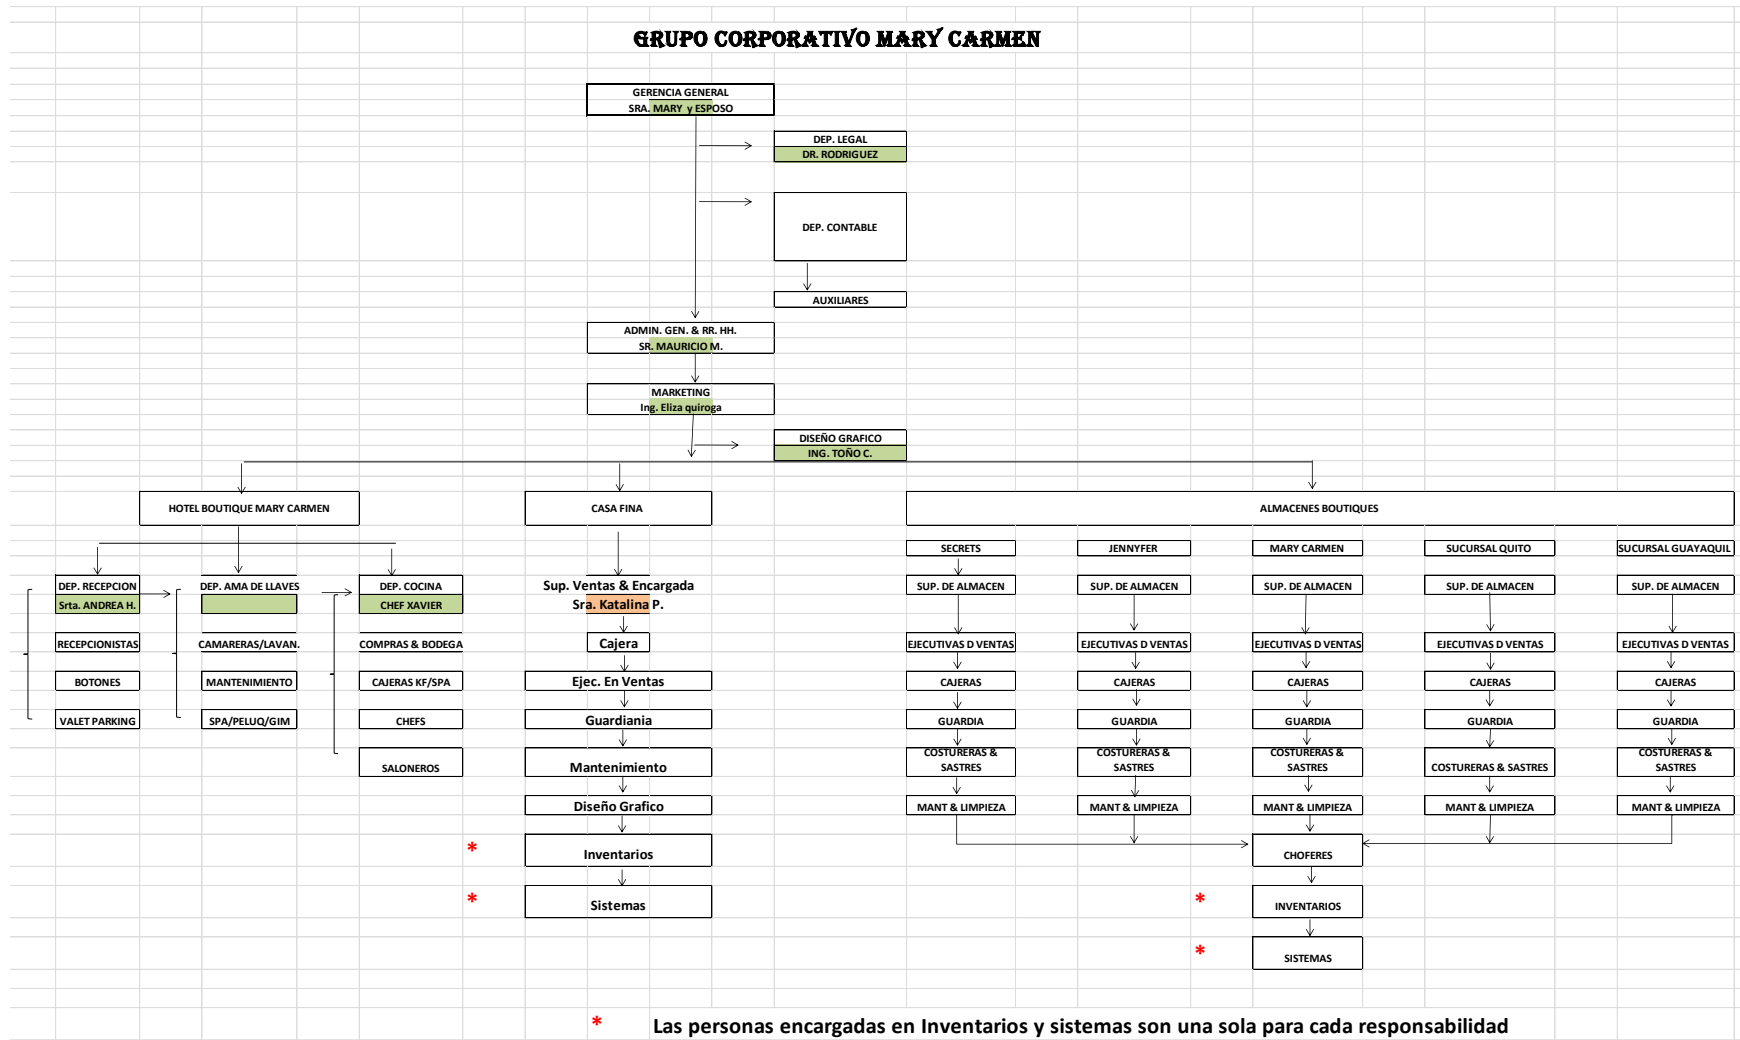 GRUPO CORPORATIVO MARY CARMEN
GERENCIA GENERAL
SRA. MARY y ESPOSO
DEP. LEGAL
DR. RODRIGUEZ
DEP. CONTABLE
AUXILIARES
ADMIN. GEN. & RR. HH.
SR. MAURICIO M.
MARKETING
Ing. Eliza quiroga
DISEÑO GRAFICO
ING. TOÑO C.
HOTEL BOUTIQUE MARY CARMEN
CASA FINA
ALMACENES BOUTIQUES
DEP. RECEPCION
Srta. ANDREA H.
RECEPCIONISTAS
BOTONES
VALET PARKING
DEP. AMA DE LLAVES
CAMARERAS/LAVAN.
MANTENIMIENTO
SPA/PELUQ/GIM
DEP. COCINA
CHEF XAVIER
COMPRAS & BODEGA
CAJERAS KF/SPA
CHEFS
SALONEROS
Sup. Ventas & Encargada
Sra. Katalina P.
Cajera
Ejec. En Ventas
Guardiania
Mantenimiento
Diseño Grafico
* Inventarios
* Sistemas
SECRETS
SUP. DE ALMACEN
EJECUTIVAS D VENTAS
CAJERAS
GUARDIA
COSTURERAS &
SASTRES
MANT & LIMPIEZA
JENNYFER
SUP. DE ALMACEN
EJECUTIVAS D VENTAS
CAJERAS
GUARDIA
COSTURERAS &
SASTRES
MANT & LIMPIEZA
MARY CARMEN
SUP. DE ALMACEN
EJECUTIVAS D VENTAS
CAJERAS
GUARDIA
COSTURERAS &
SASTRES
MANT & LIMPIEZA
SUCURSAL QUITO
SUP. DE ALMACEN
EJECUTIVAS D VENTAS
CAJERAS
GUARDIA
COSTURERAS & SASTRES
MANT & LIMPIEZA
SUCURSAL GUAYAQUIL
SUP. DE ALMACEN
EJECUTIVAS D VENTAS
CAJERAS
GUARDIA
COSTURERAS &
SASTRES
MANT & LIMPIEZA
CHOFERES
* INVENTARIOS
* SISTEMAS
* Las personas encargadas en Inventarios y sistemas son una sola para cada responsabilidad